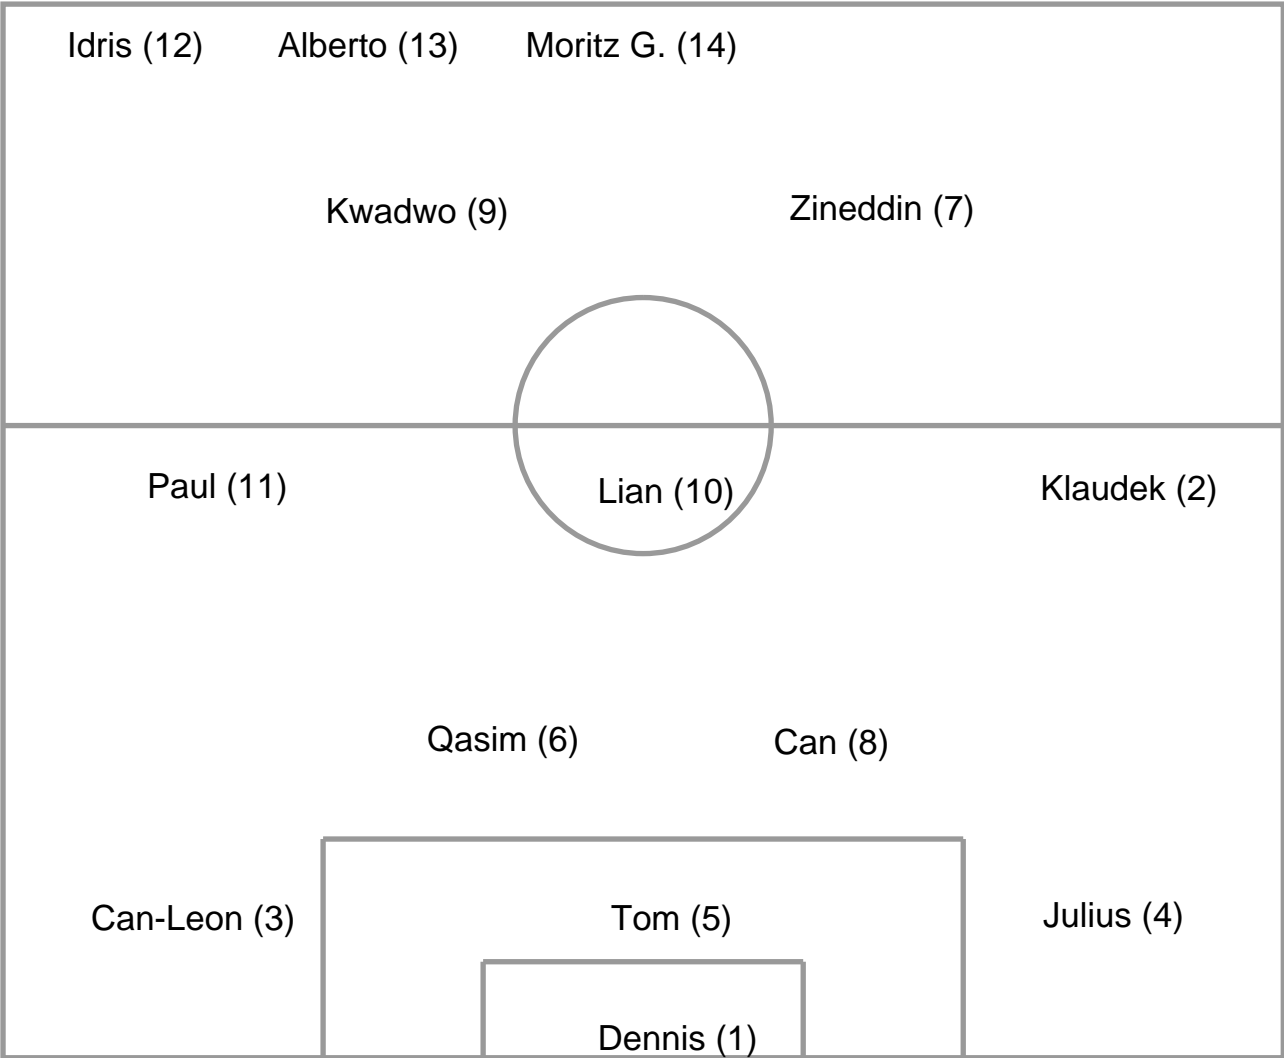 Idris (12) Alberto (13) Moritz G. (14)
Kwadwo (9) Zineddin (7)
Paul (11) Lian (10) Klaudek (2)
Qasim (6) Can (8)
Can-Leon (3) Tom (5) Julius (4)
Dennis (1)